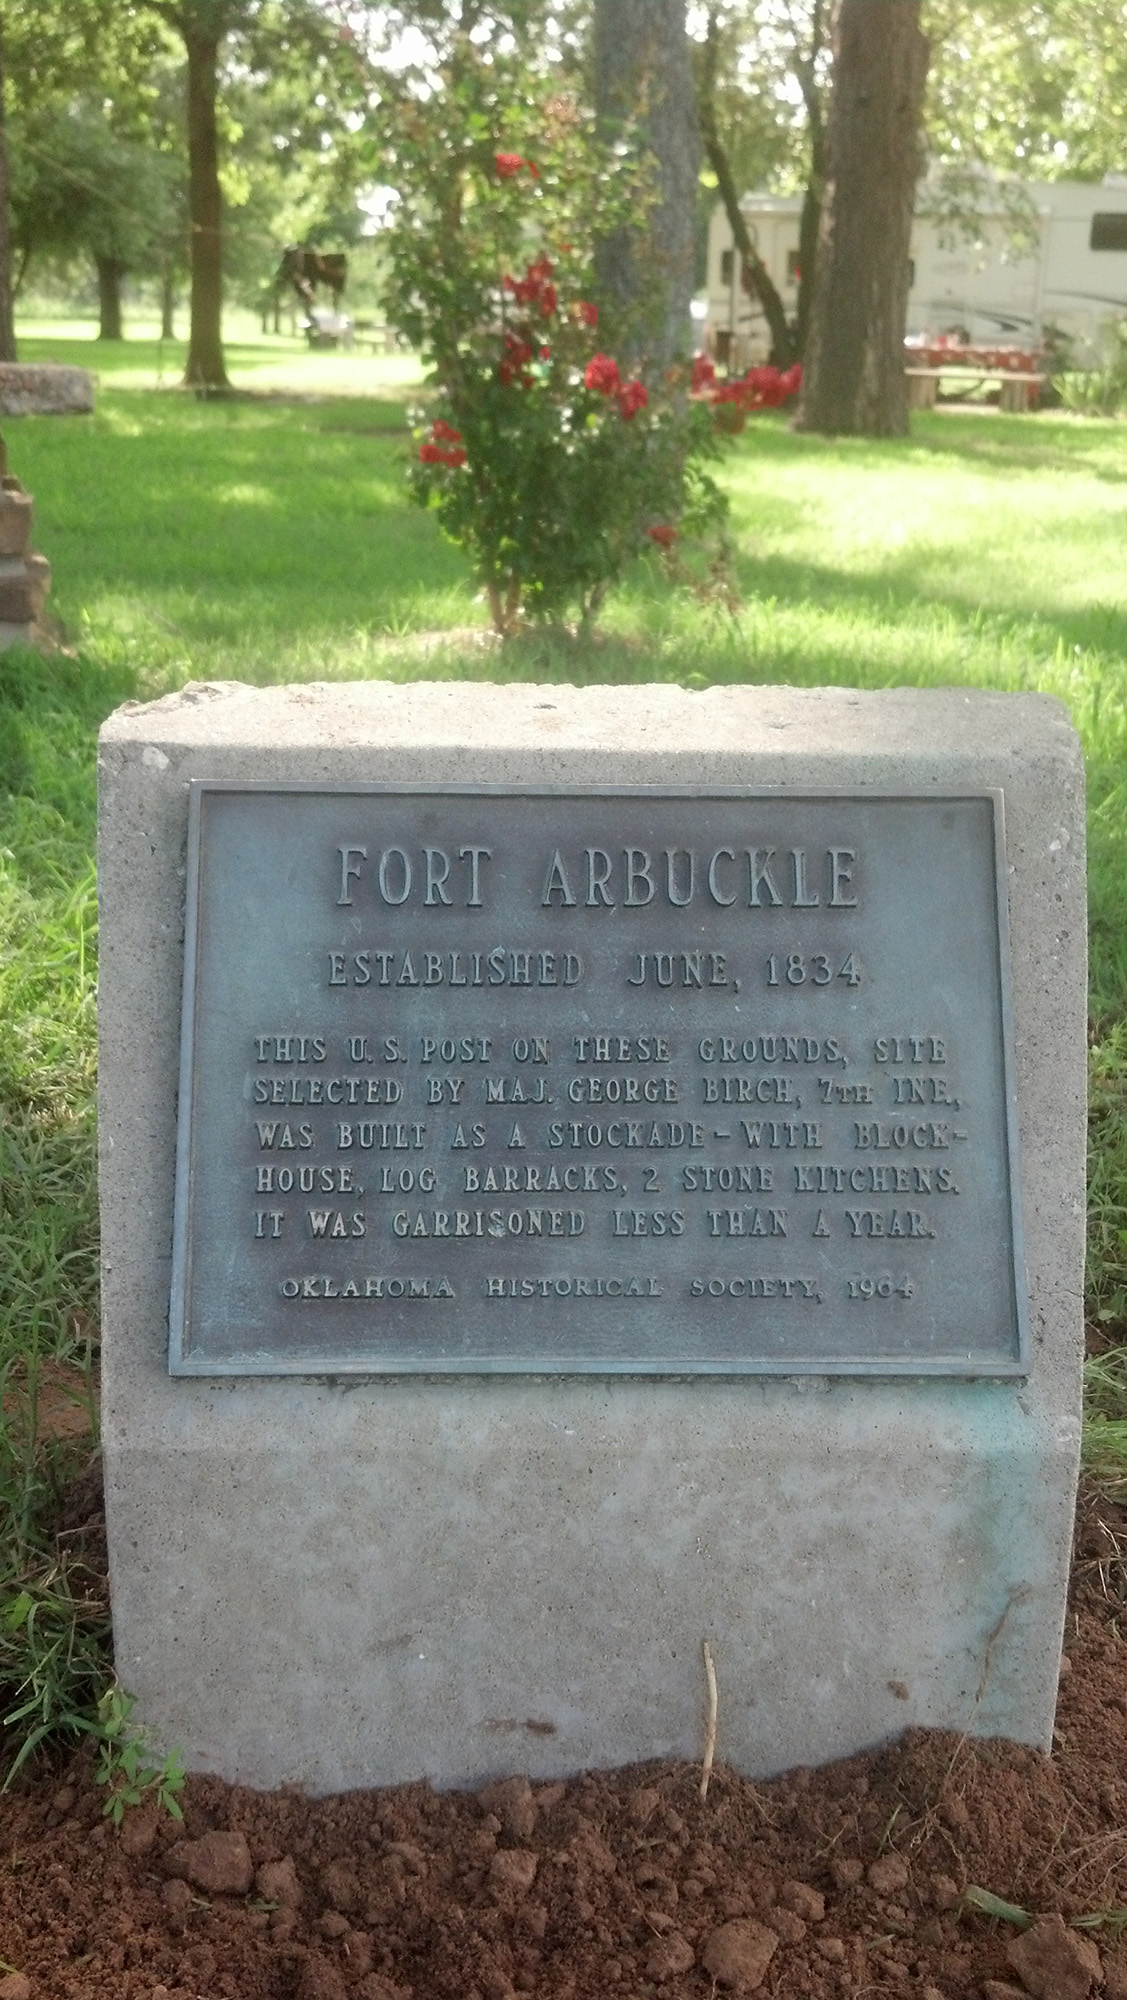 FORT ARBUCKLE
ESTABLISHED JUNE, 1834
THIS U.S. POST ON THESE GROUNDS, SITE
SELECTED BY MAJ. GEORGE BIRCH, 7TH INF.,
WAS BUILT AS A STOCKADE – WITH BLOCK-
HOUSE, LOG BARRACKS, 2 STONE KITCHENS.
IT WAS GARRISONED LESS THAN A YEAR.
OKLAHOMA HISTORICAL SOCIETY, 1964